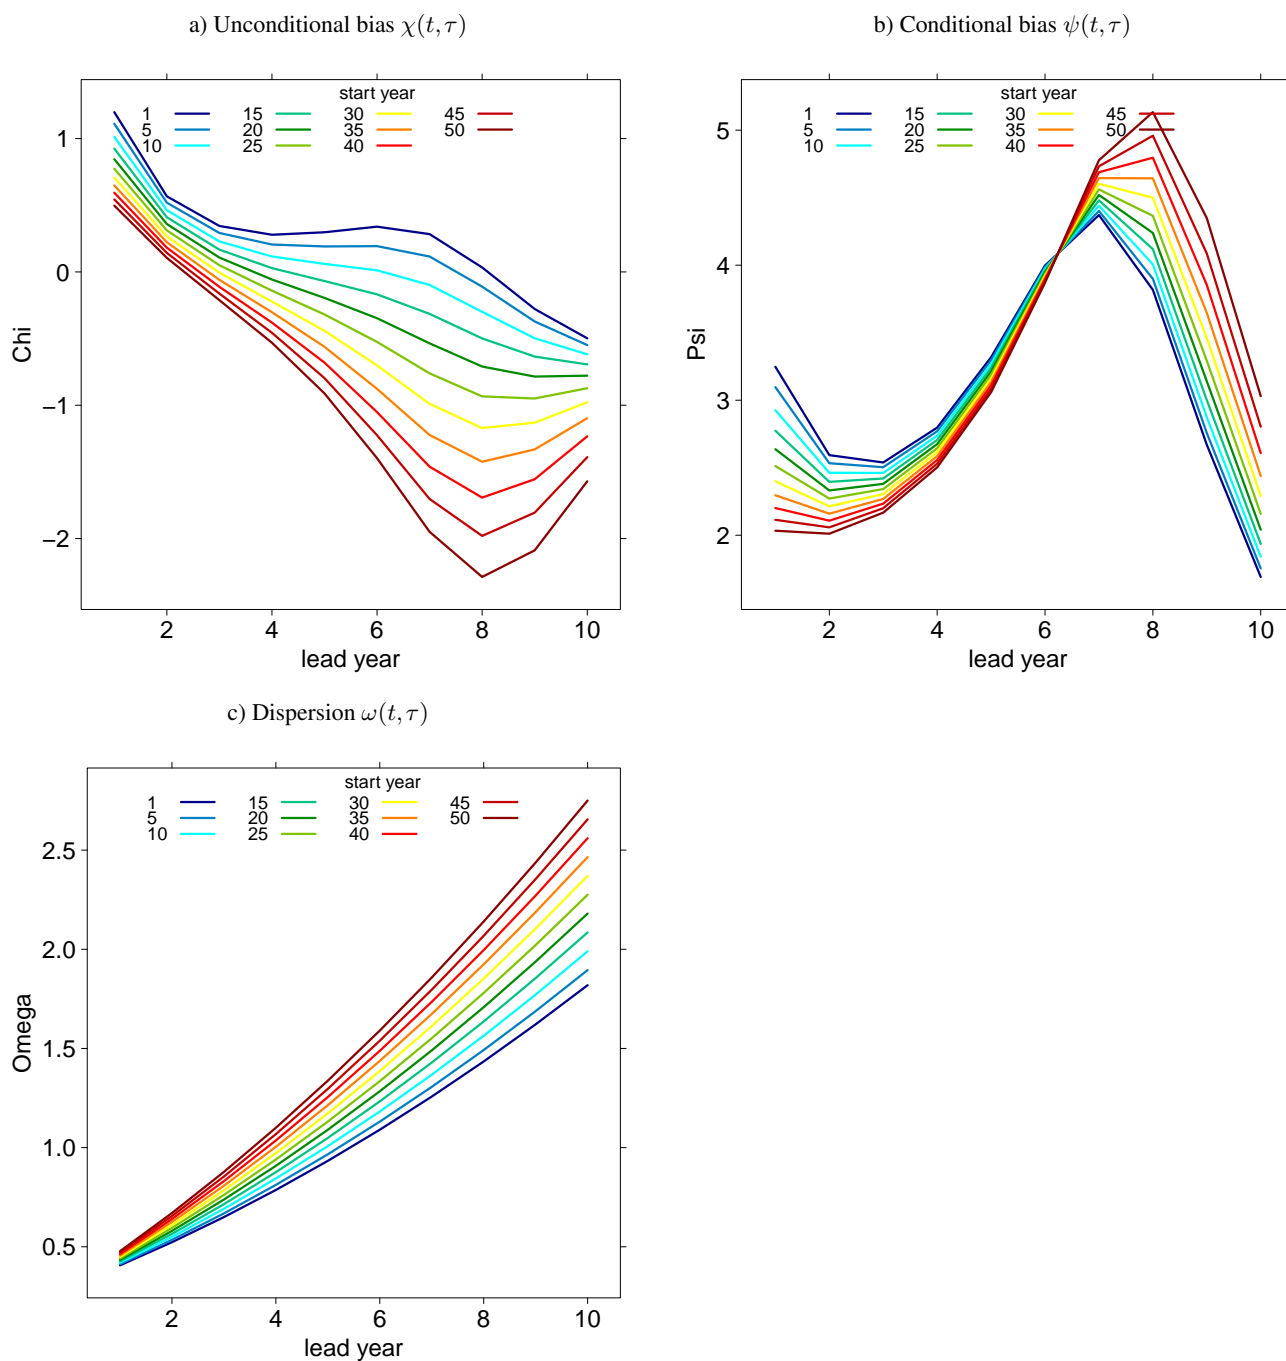 a) Unconditional bias χ(t, τ)
start year
1 15 30 45
5 20 35 50
10 25 40
1
0
−1
−2
Chi
2 4 6 8 10
lead year
b) Conditional bias ψ(t, τ)
start year
1 15 30 45
5 20 35 50
10 25 40
5
4
3
2
Psi
2 4 6 8 10
lead year
c) Dispersion ω(t, τ)
start year
1 15 30 45
5 20 35 50
10 25 40
2.5
2.0
1.5
1.0
0.5
Omega
2 4 6 8 10
lead year